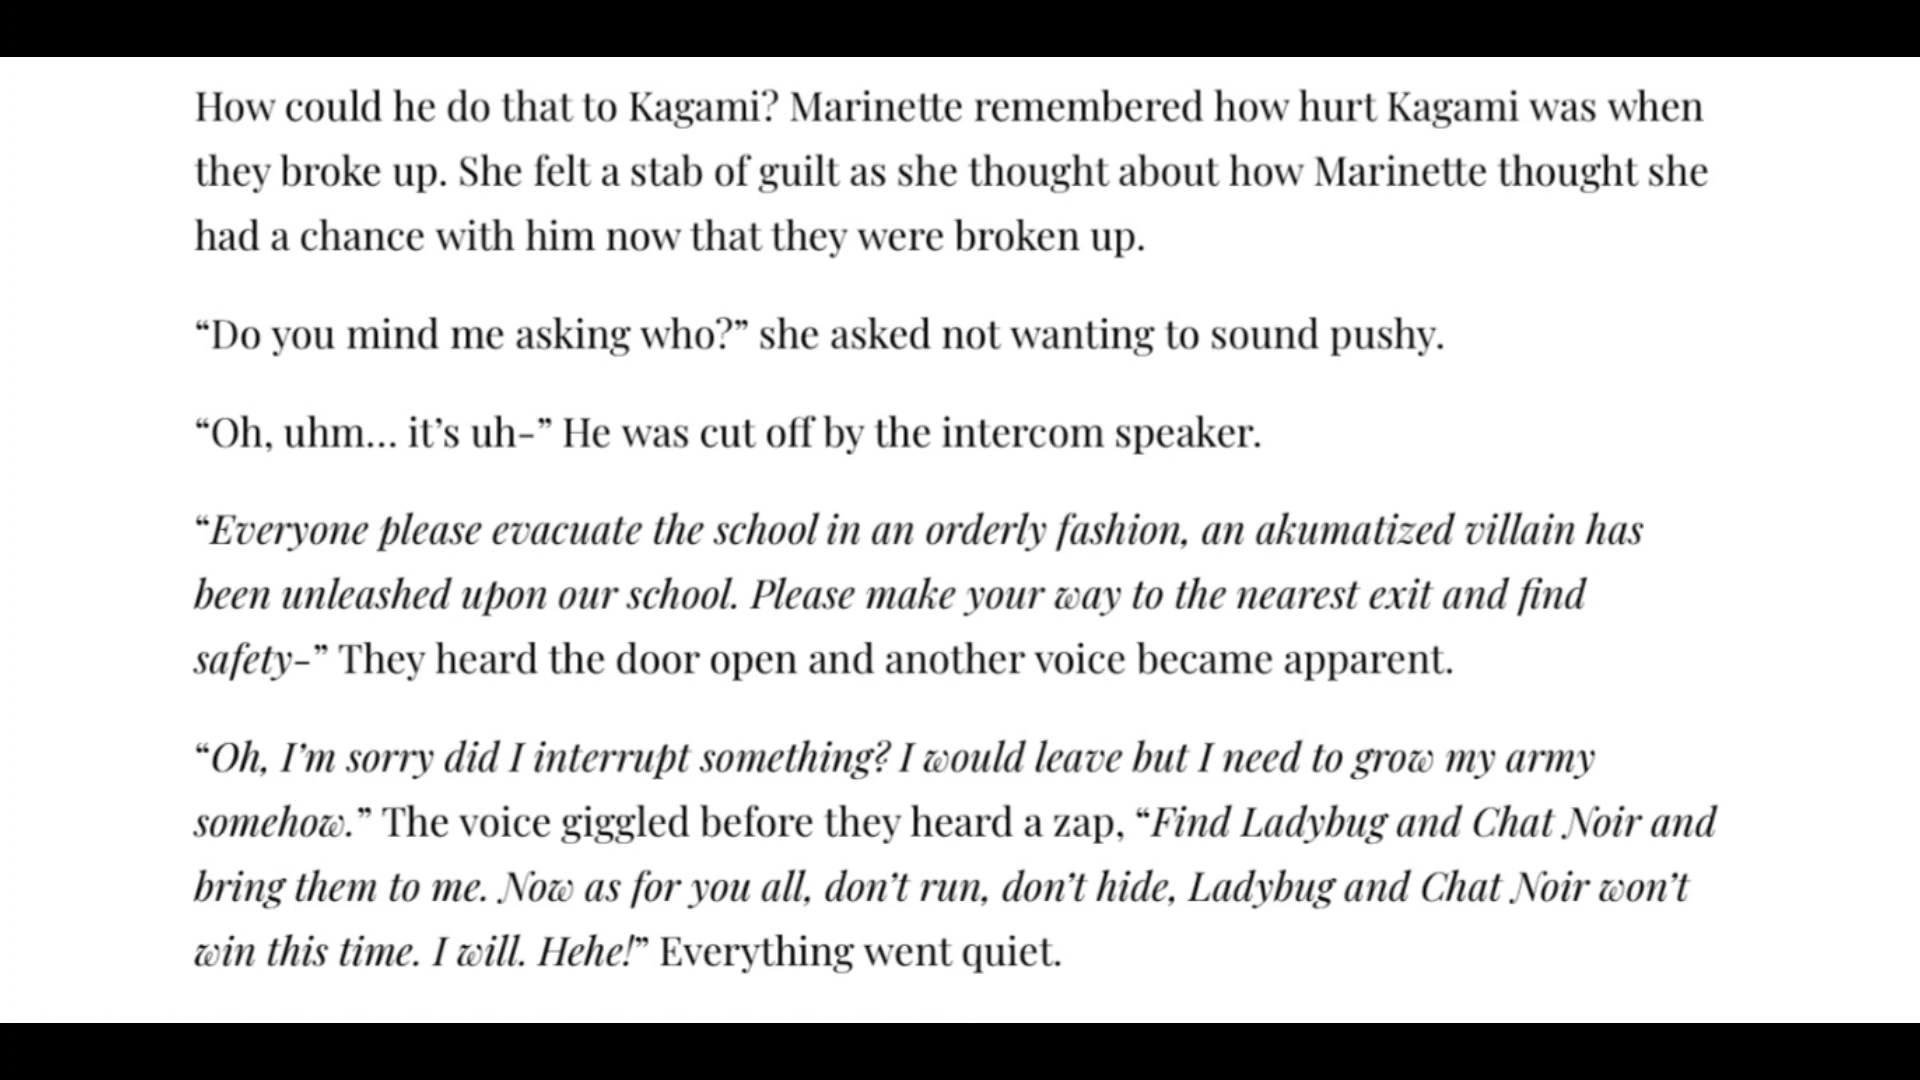 How could he do that to Kagami? Marinette remembered how hurt Kagami was when
they broke up. She felt a stab of guilt as she thought about how Marinette thought she
had a chance with him now that they were broken up.
“Do you mind me asking who?” she asked not wanting to sound pushy.
“Oh, uhm... it’s uh-” He was cut off by the intercom speaker.
“Everyone please evacuate the school in an orderly fashion, an akumatized villain has
been unleashed upon our school. Please make your way to the nearest exit and find
safety-” They heard the door open and another voice became apparent.
“Oh, I’m sorry did I interrupt something? I would leave but I need to grow my army
somehow.” The voice giggled before they heard a zap, “Find Ladybug and Chat Noir and
bring them to me. Now as for you all, don’t run, don’t hide, Ladybug and Chat Noir won’t
win this time. I will. Hehe!” Everything went quiet.